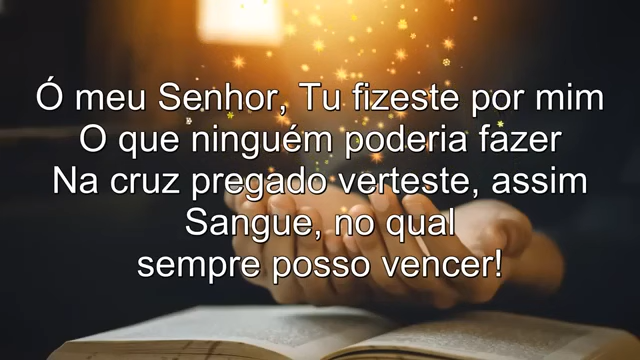 Ó meu Senhor, Tu fizeste por mim
O que ninguém poderia fazer
Na cruz pregado verteste, assim
Sangue, no qual
sempre posso vencer!